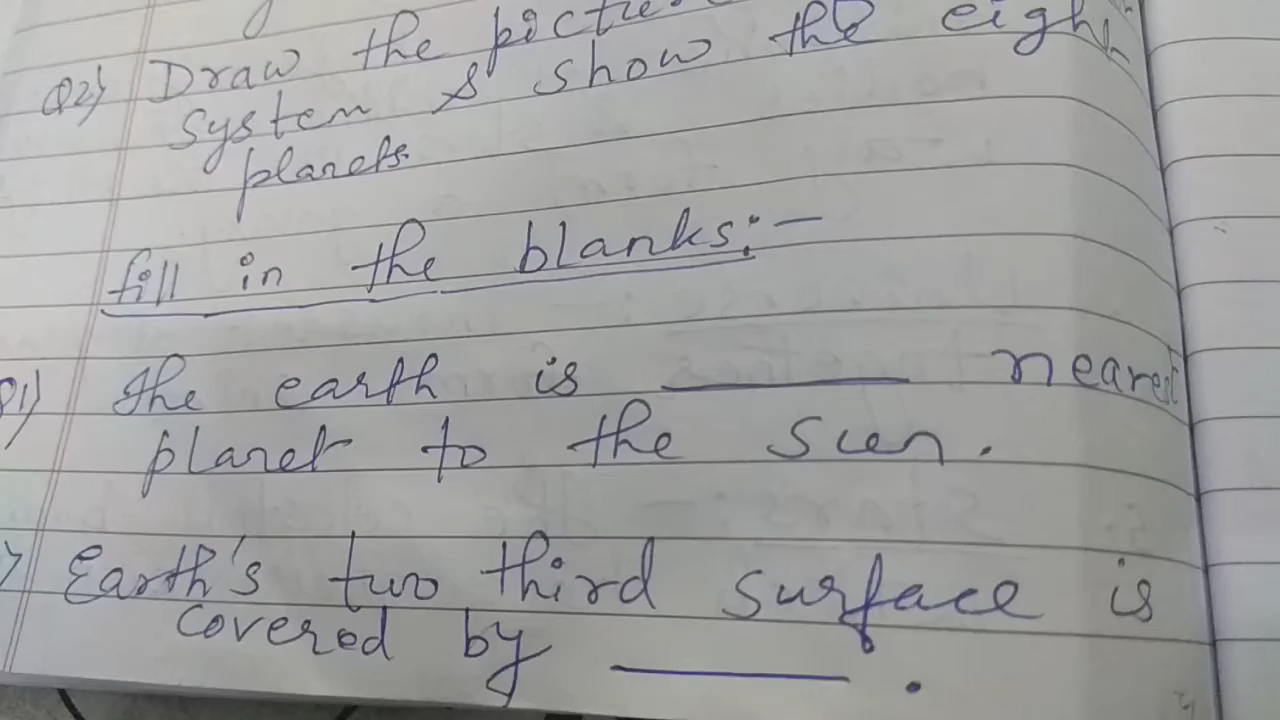 Q2) Draw the
system & show the eight
planets.
fill in the blanks:-
Q1) The earth is ______ nearest
planet to the sun.
Earth's two third surface is
covered by ______.